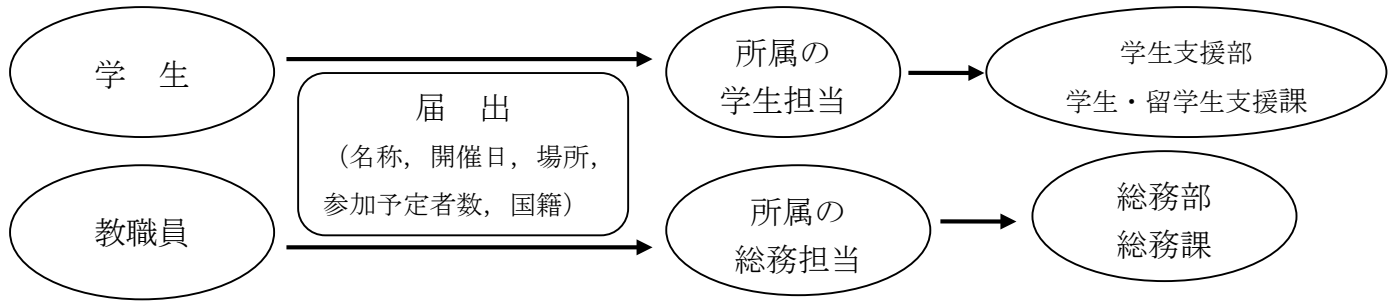 学　生
届　出
（名称，開催日，場所，
参加予定者数，国籍）
所属の
学生担当
学生支援部
学生・留学生支援課
教職員
所属の
総務担当
総務部
総務課